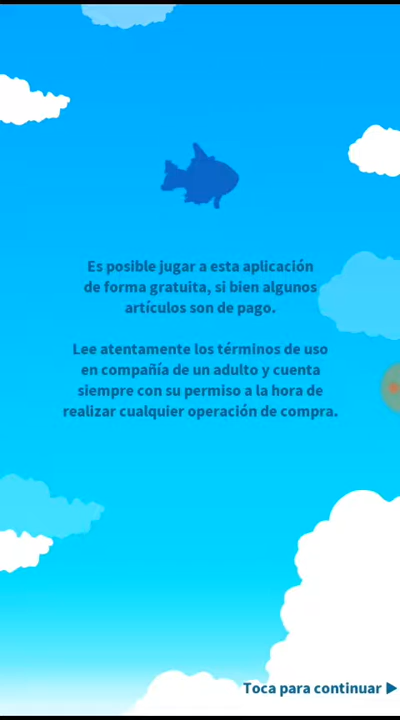 Es posible jugar a esta aplicación
de forma gratuita, si bien algunos
artículos son de pago.
Lee atentamente los términos de uso
en compañía de un adulto y cuenta
siempre con su permiso a la hora de
realizar cualquier operación de compra.
Toca para continuar ▶